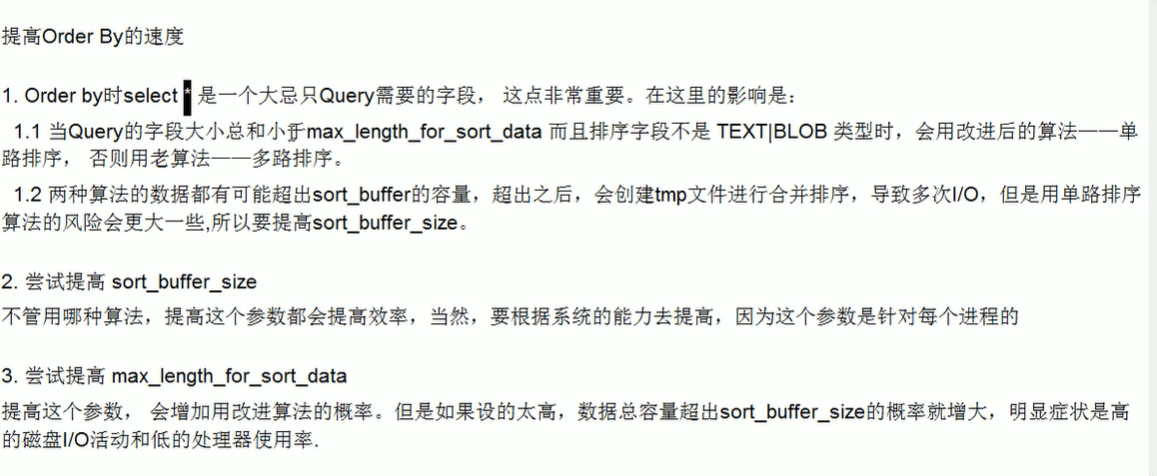 提高Order By的速度
1. Order by时select * 是一个大忌只Query需要的字段， 这点非常重要。在这里的影响是：
1.1 当Query的字段大小总和小于max_length_for_sort_data 而且排序字段不是 TEXT|BLOB 类型时，会用改进后的算法——单
路排序， 否则用老算法——多路排序。
1.2 两种算法的数据都有可能超出sort_buffer的容量，超出之后，会创建tmp文件进行合并排序，导致多次I/O，但是用单路排序
算法的风险会更大一些,所以要提高sort_buffer_size。
2. 尝试提高 sort_buffer_size
不管用哪种算法，提高这个参数都会提高效率，当然，要根据系统的能力去提高，因为这个参数是针对每个进程的
3. 尝试提高 max_length_for_sort_data
提高这个参数， 会增加用改进算法的概率。但是如果设的太高，数据总容量超出sort_buffer_size的概率就增大，明显症状是高
的磁盘I/O活动和低的处理器使用率.